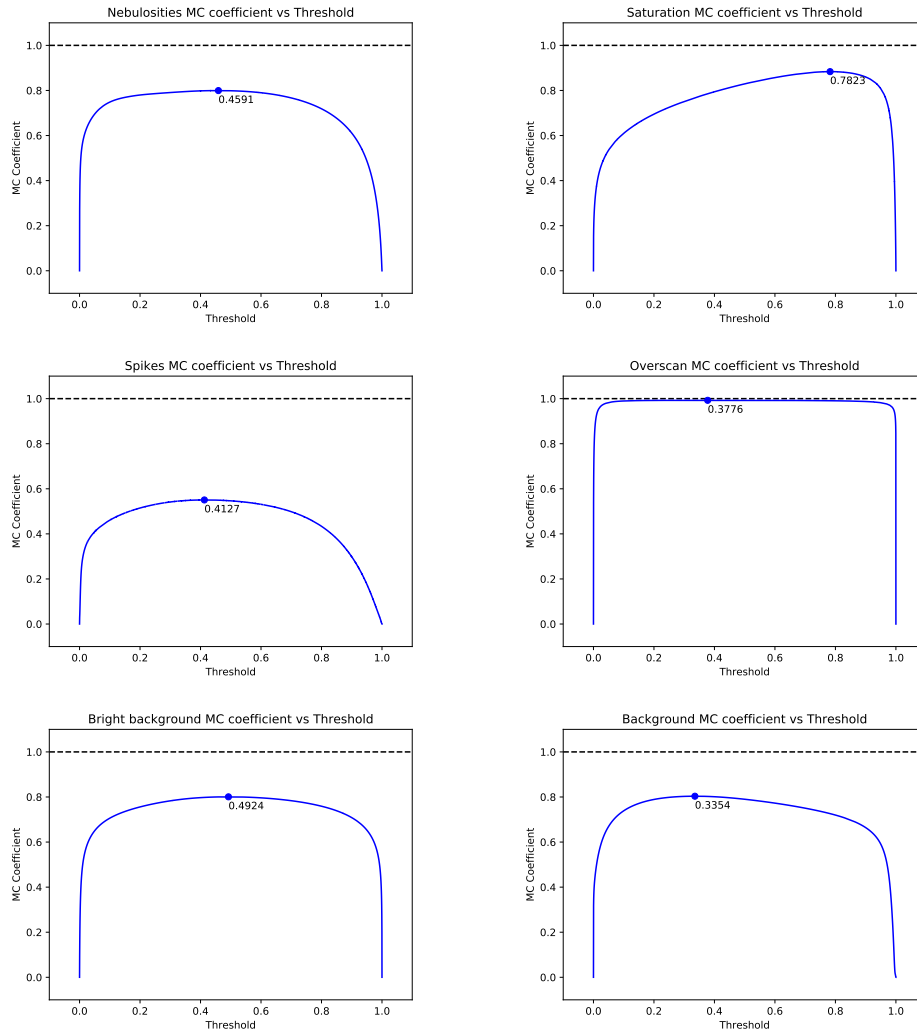 Nebulosities MC coefficient vs Threshold
1.0
0.8
0.6
0.4
0.2
0.0
MC Coefficient
0.4591
0.0 0.2 0.4 0.6 0.8 1.0
Threshold
Saturation MC coefficient vs Threshold
1.0
0.8
0.6
0.4
0.2
0.0
MC Coefficient
0.7823
0.0 0.2 0.4 0.6 0.8 1.0
Threshold
Spikes MC coefficient vs Threshold
1.0
0.8
0.6
0.4
0.2
0.0
MC Coefficient
0.4127
0.0 0.2 0.4 0.6 0.8 1.0
Threshold
Overscan MC coefficient vs Threshold
1.0
0.8
0.6
0.4
0.2
0.0
MC Coefficient
0.3776
0.0 0.2 0.4 0.6 0.8 1.0
Threshold
Bright background MC coefficient vs Threshold
1.0
0.8
0.6
0.4
0.2
0.0
MC Coefficient
0.4924
0.0 0.2 0.4 0.6 0.8 1.0
Threshold
Background MC coefficient vs Threshold
1.0
0.8
0.6
0.4
0.2
0.0
MC Coefficient
0.3354
0.0 0.2 0.4 0.6 0.8 1.0
Threshold